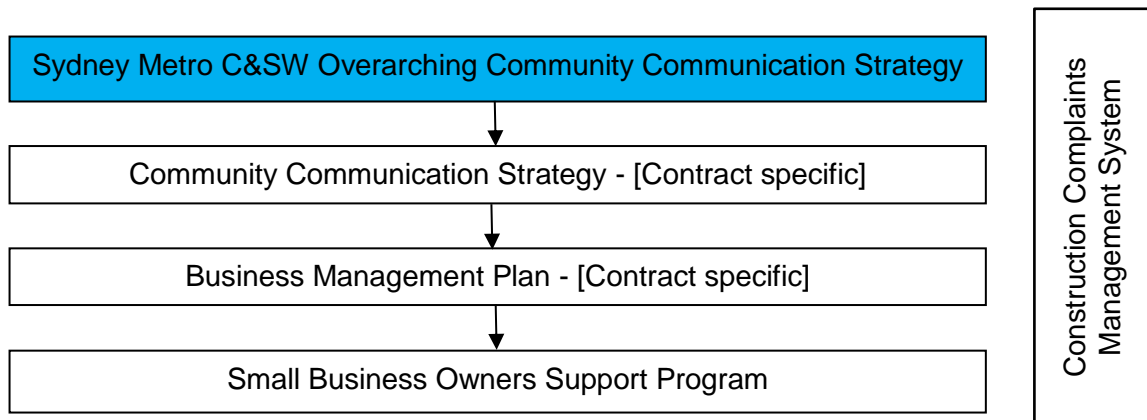 Sydney Metro C&SW Overarching Community Communication Strategy
Community Communication Strategy - [Contract specific]
Business Management Plan - [Contract specific]
Small Business Owners Support Program
Construction Complaints
Management System